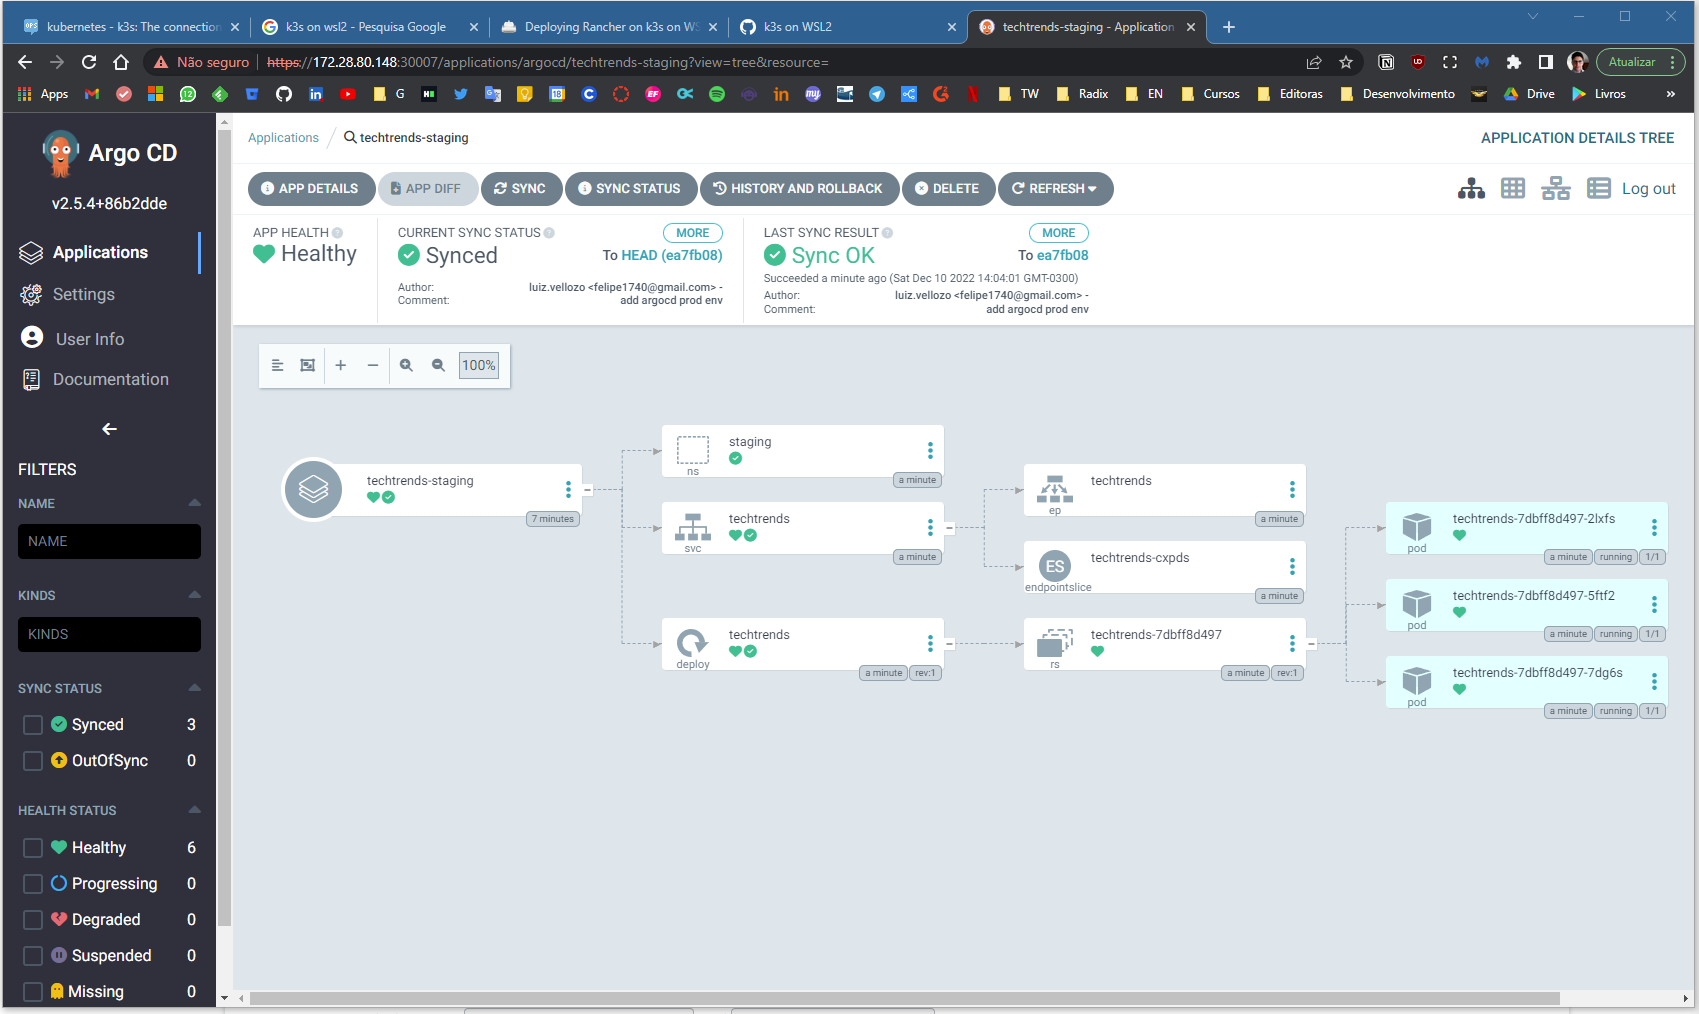 kubernetes - k3s: The connection
k3s on wsl2 - Pesquisa Google
Deploying Rancher on k3s on WS
k3s on WSL2
techtrends-staging - Application
Não seguro
https://172.28.80.148:30007/applications/argocd/techtrends-staging?view=tree&resource=
Atualizar
Apps
G
TW
Radix
EN
Cursos
Editoras
Desenvolvimento
Drive
Livros
»
Argo CD
v2.5.4+86b2dde
Applications
Settings
User Info
Documentation
FILTERS
NAME
NAME
KINDS
KINDS
SYNC STATUS
Synced 3
OutOfSync 0
HEALTH STATUS
Healthy 6
Progressing 0
Degraded 0
Suspended 0
Missing 0
Applications / techtrends-staging
APPLICATION DETAILS TREE
APP DETAILS
APP DIFF
SYNC
SYNC STATUS
HISTORY AND ROLLBACK
DELETE
REFRESH
Log out
APP HEALTH
Healthy
CURRENT SYNC STATUS
MORE
Synced
To HEAD (ea7fb08)
Author: luiz.vellozo <felipe1740@gmail.com> -
Comment: add argocd prod env
LAST SYNC RESULT
MORE
Sync OK
To ea7fb08
Succeeded a minute ago (Sat Dec 10 2022 14:04:01 GMT-0300)
Author: luiz.vellozo <felipe1740@gmail.com> -
Comment: add argocd prod env
100%
techtrends-staging
7 minutes
staging
ns
a minute
techtrends
svc
a minute
techtrends
deploy
a minute
rev:1
techtrends
ep
a minute
ES
techtrends-cxpds
endpointslice
a minute
techtrends-7dbff8d497
rs
a minute
rev:1
techtrends-7dbff8d497-2lxfs
pod
a minute
running
1/1
techtrends-7dbff8d497-5ftf2
pod
a minute
running
1/1
techtrends-7dbff8d497-7dg6s
pod
a minute
running
1/1